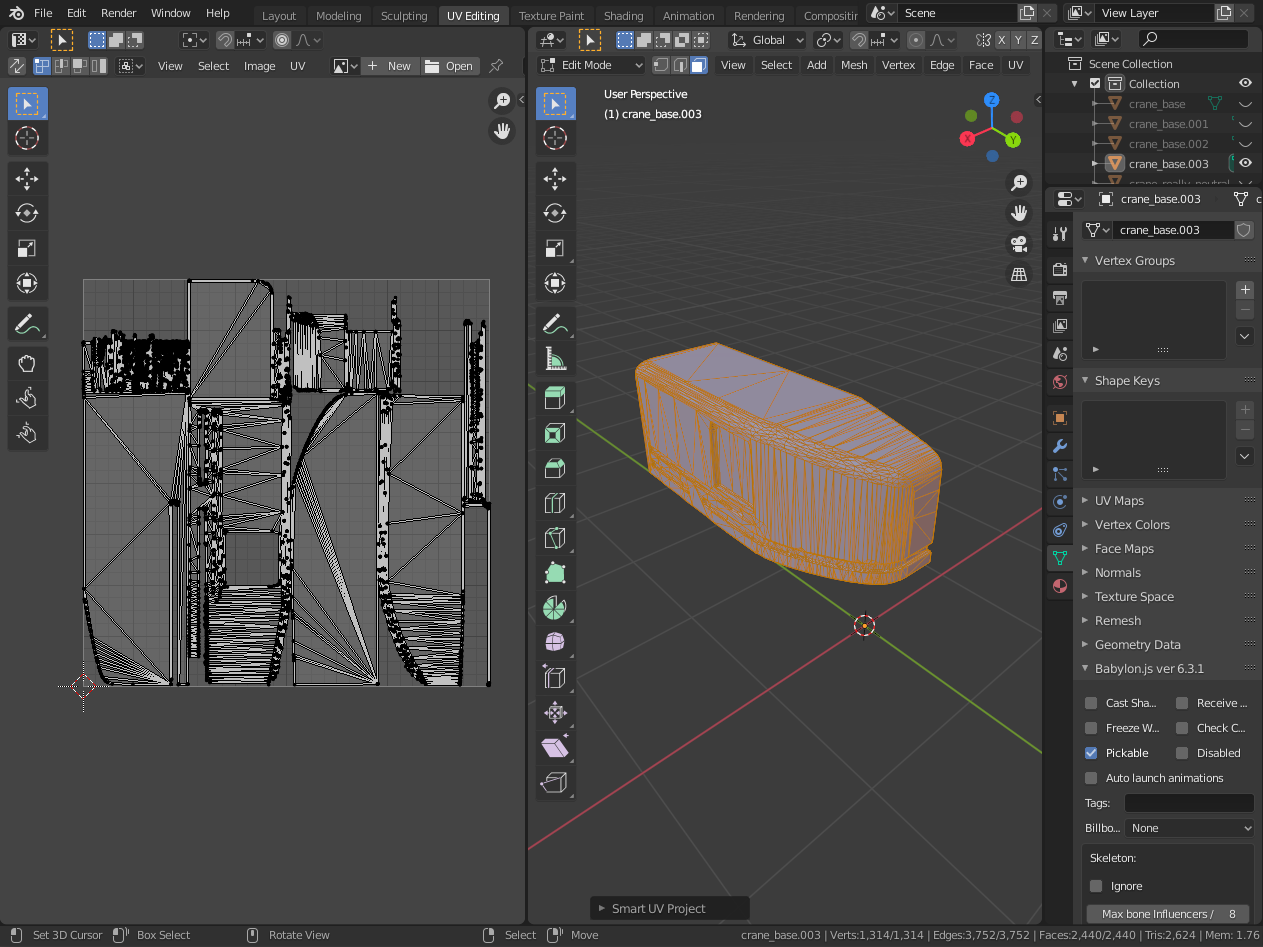 File Edit Render Window Help Layout Modeling Sculpting UV Editing Texture Paint Shading Animation Rendering Scene View Layer
Global X Y Z
View Select Image UV New Open Edit Mode View Select Add Mesh Vertex Edge Face UV
User Perspective
(1) crane_base.003
Z
X
Y
Scene Collection
Collection
crane_base
crane_base.001
crane_base.002
crane_base.003
crane_really_neutral
crane_base.003
crane_base.003
Vertex Groups
Shape Keys
UV Maps
Vertex Colors
Face Maps
Normals
Texture Space
Remesh
Geometry Data
Babylon.js ver 6.3.1
Cast Sha... Receive ...
Freeze W... Check C...
Pickable Disabled
Auto launch animations
Tags:
Billbo... None
Skeleton:
Ignore
Max bone Influencers / 8
Smart UV Project
Set 3D Cursor Box Select Rotate View Select Move crane_base.003 | Verts:1,314/1,314 | Edges:3,752/3,752 | Faces:2,440/2,440 | Tris:2,624 | Mem: 1.76